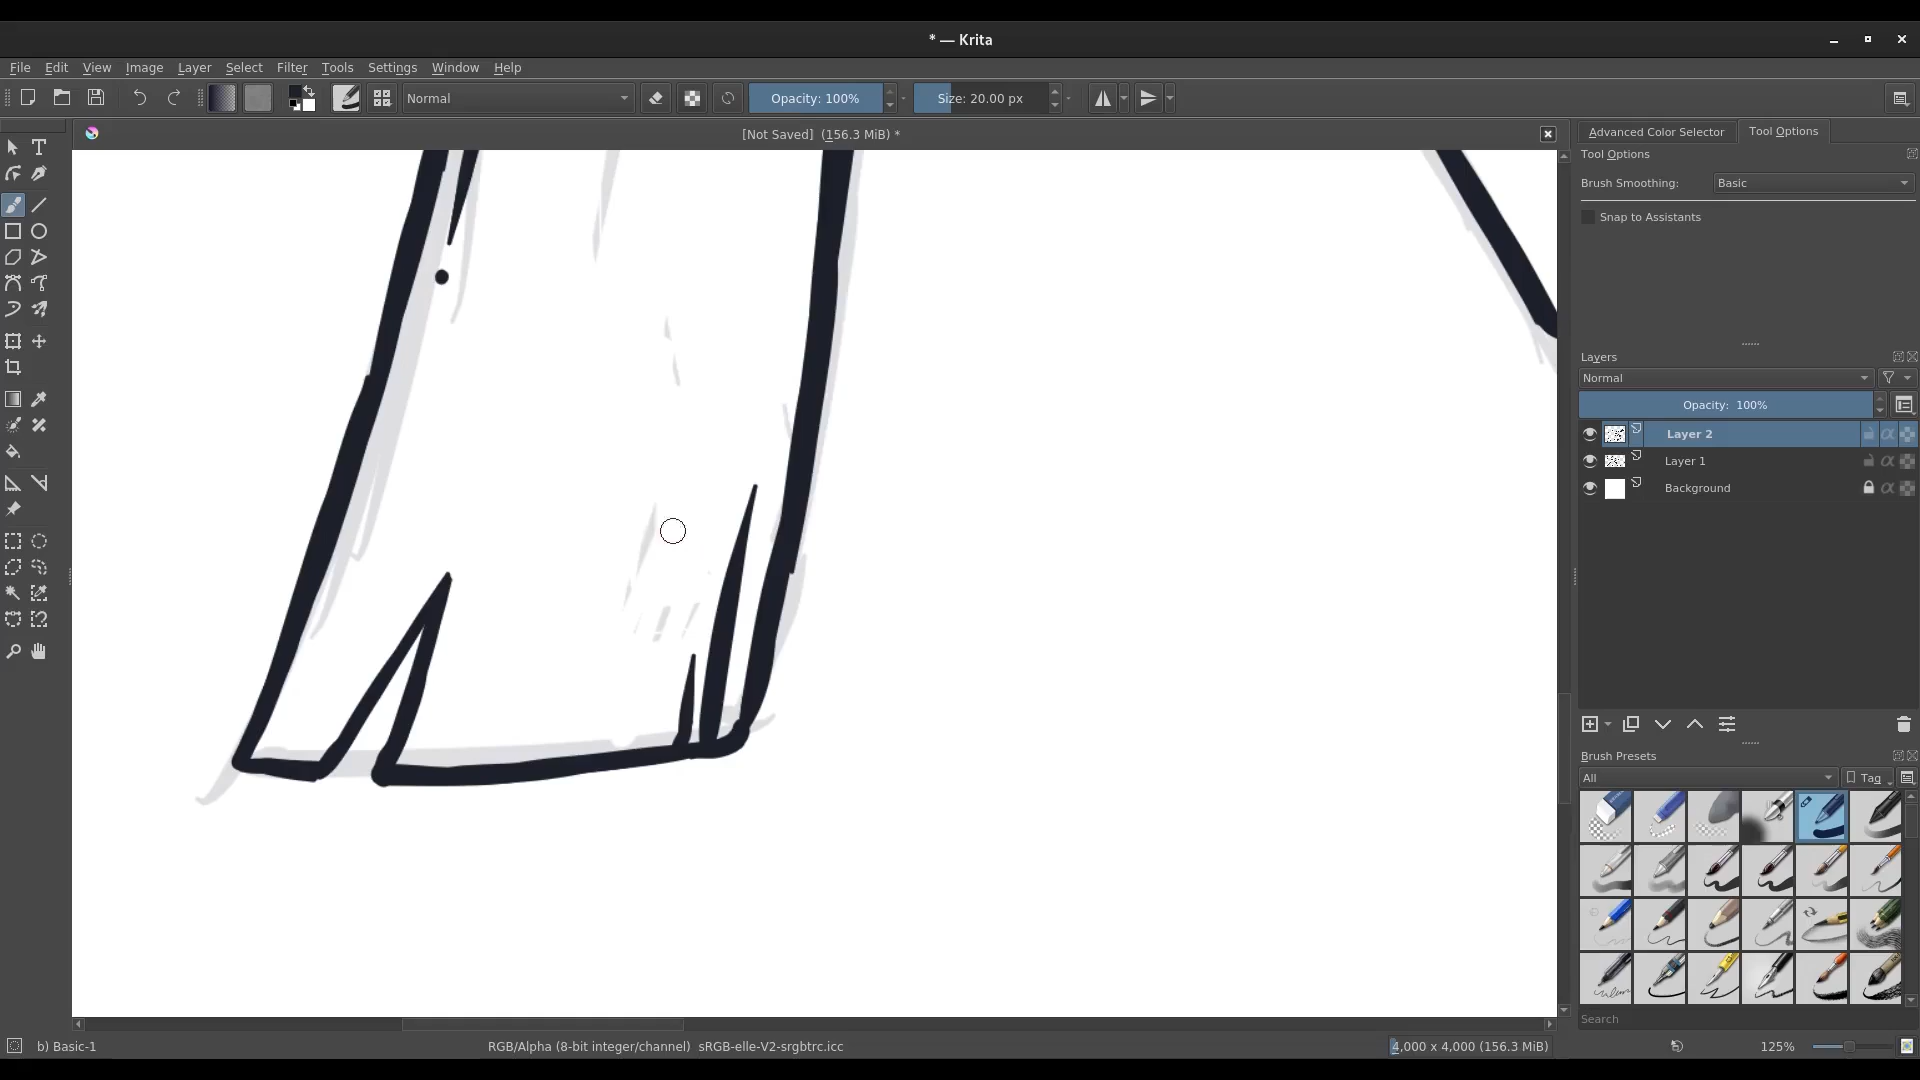 * — Krita
File Edit View Image Layer Select Filter Tools Settings Window Help
Normal Opacity: 100% Size: 20.00 px
[Not Saved] (156.3 MiB) *
Advanced Color Selector Tool Options
Tool Options
Brush Smoothing: Basic
Snap to Assistants
Layers
Normal
Opacity: 100%
Layer 2
Layer 1
Background
Brush Presets
All Tag
Search
b) Basic-1 RGB/Alpha (8-bit integer/channel) sRGB-elle-V2-srgbtrc.icc 4,000 x 4,000 (156.3 MiB) 125%